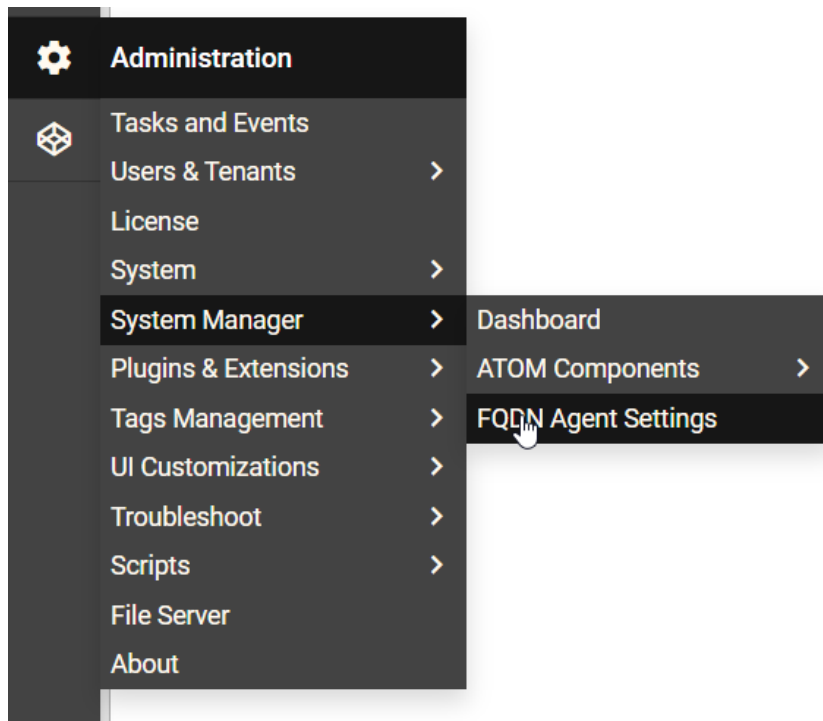 Administration
Tasks and Events
Users & Tenants
License
System
System Manager
Dashboard
Plugins & Extensions
ATOM Components
Tags Management
FQDN Agent Settings
UI Customizations
Troubleshoot
Scripts
File Server
About